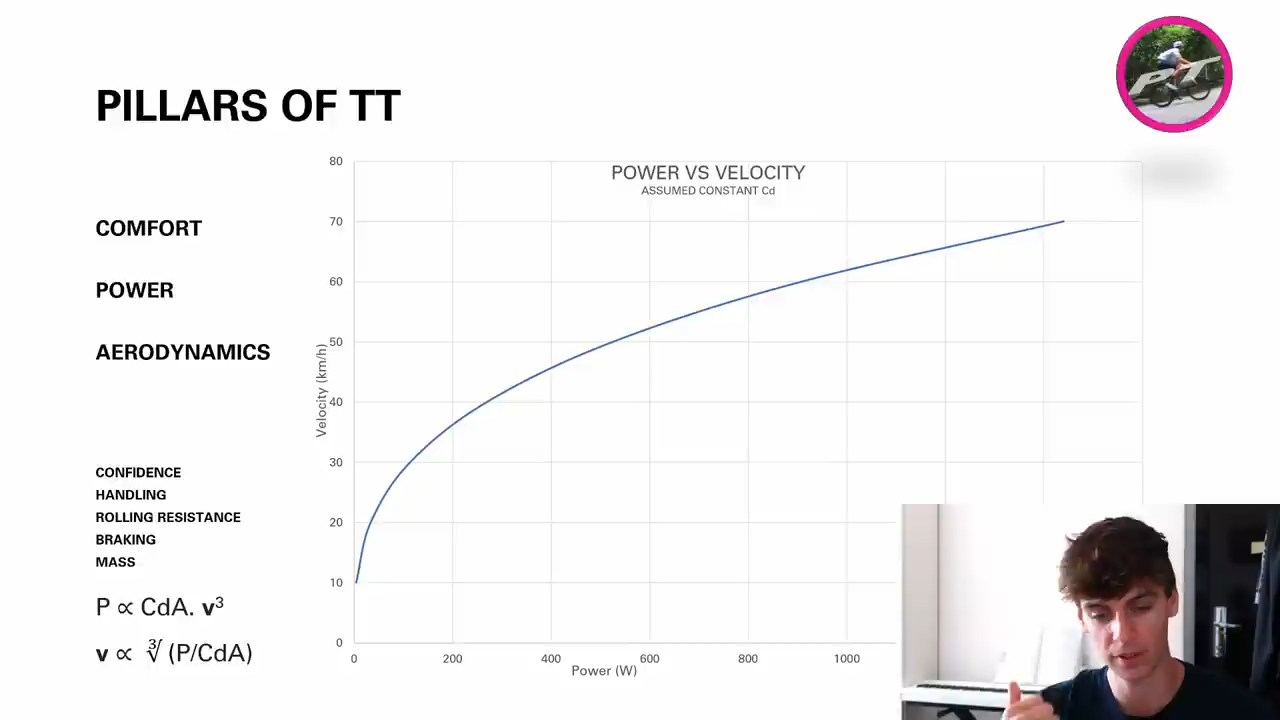 PT
PILLARS OF TT
COMFORT
POWER
AERODYNAMICS
CONFIDENCE
HANDLING
ROLLING RESISTANCE
BRAKING
MASS
P ∝ CdA. v³
v ∝ ∛(P/CdA)
POWER VS VELOCITY
ASSUMED CONSTANT Cd
80
70
60
50
40
30
20
10
0
Velocity (km/h)
0 200 400 600 800 1000
Power (W)